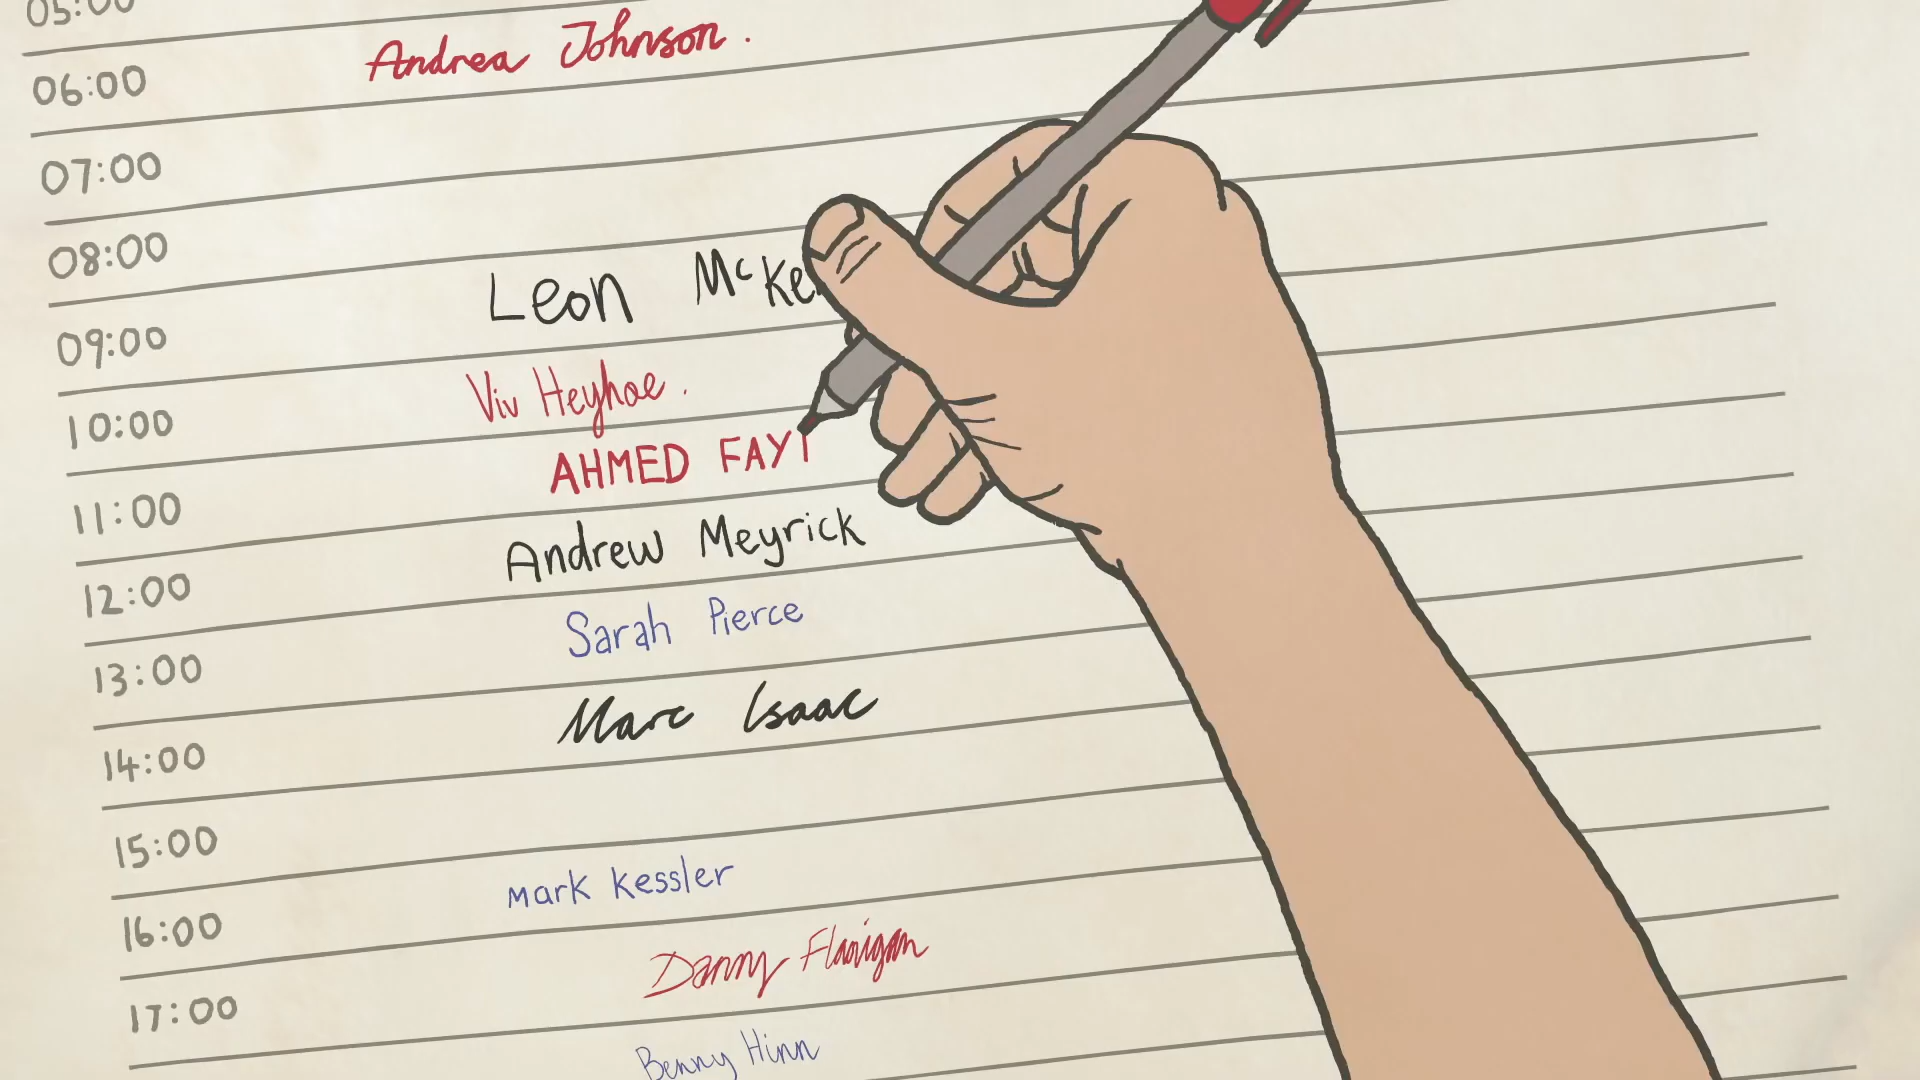 05:00
06:00 Andrea Johnson.
07:00
08:00
09:00 Leon
10:00 Viv Heyhoe.
11:00 AHMED FAYI
12:00 Andrew Meyrick
13:00 Sarah Pierce
14:00 Marc Isaac
15:00
16:00 Mark Kessler
17:00 Danny Flanigan
Benny Hinn